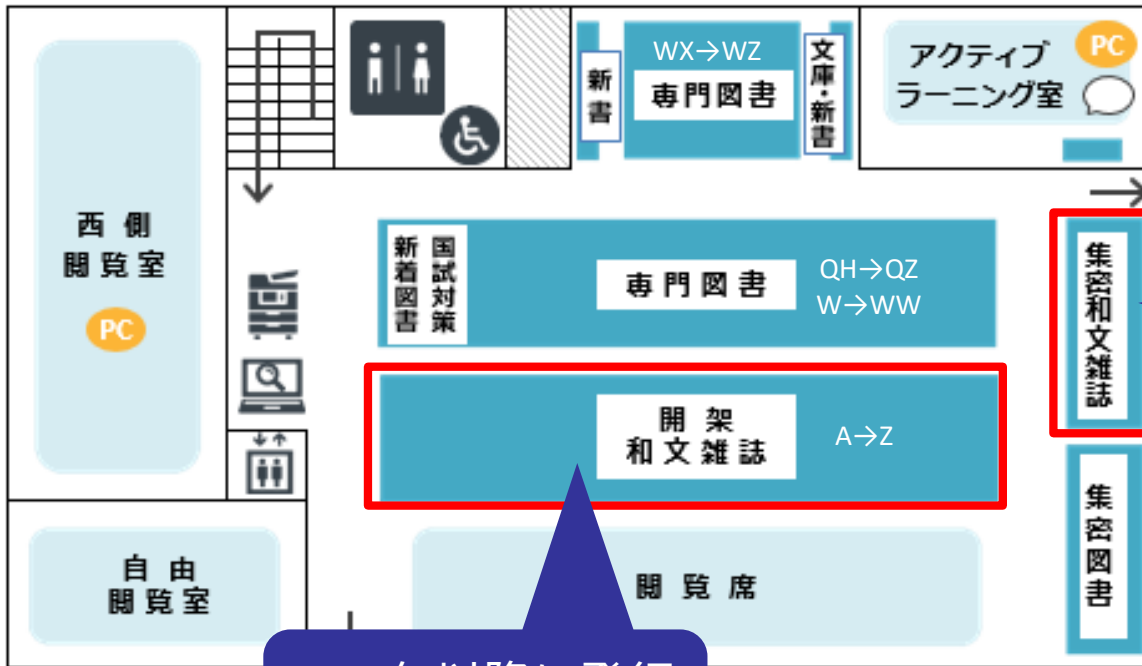 WX→WZ
専門図書
新書
文庫・新書
アクティブ
ラーニング室
PC
西側
閲覧室
PC
新着図書
国試対策
専門図書
QH→QZ
W→WW
集密和文雑誌
開架
和文雑誌
A→Z
集密図書
自由
閲覧室
閲覧席